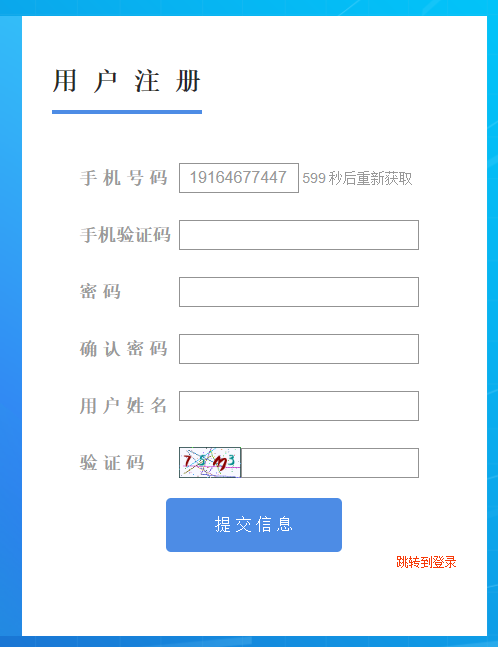 用 户 注 册
手 机 号 码 19164677447 599 秒后重新获取
手机验证码
密 码
确 认 密 码
用 户 姓 名
验 证 码
提 交 信 息
跳转到登录